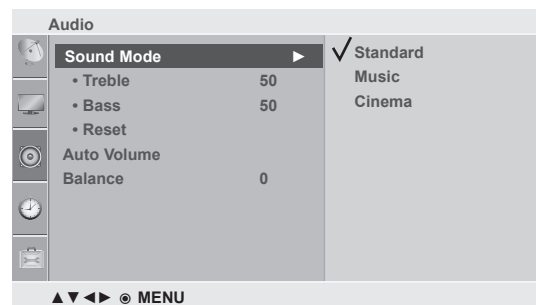 Audio
Sound Mode ►
• Treble 50
• Bass 50
• Reset
Auto Volume
Balance 0
✓ Standard
Music
Cinema
▲▼◄► ◉ MENU